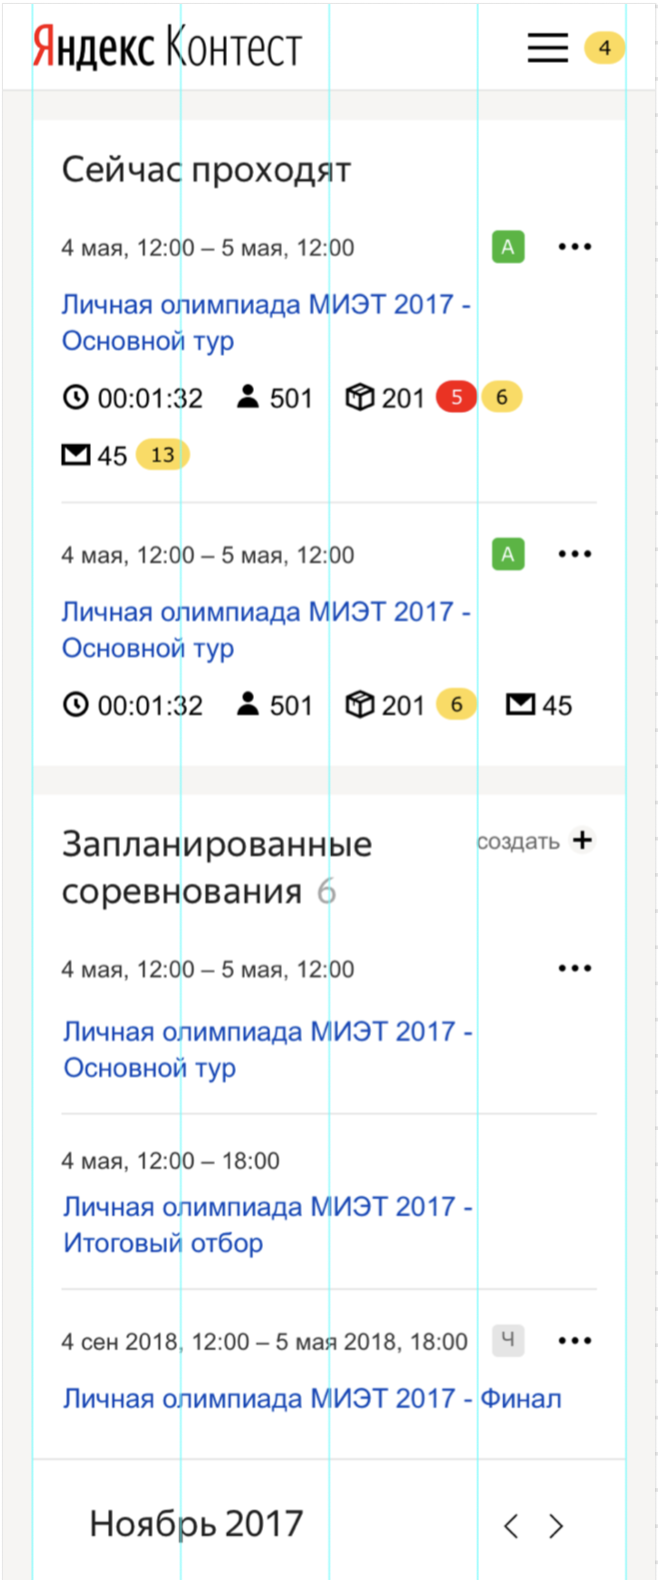 Яндекс Контест 4
Сейчас проходят
4 мая, 12:00 – 5 мая, 12:00 А
Личная олимпиада МИЭТ 2017 -
Основной тур
00:01:32 501 201 5 6
45 13
4 мая, 12:00 – 5 мая, 12:00 А
Личная олимпиада МИЭТ 2017 -
Основной тур
00:01:32 501 201 6 45
Запланированные создать +
соревнования 6
4 мая, 12:00 – 5 мая, 12:00
Личная олимпиада МИЭТ 2017 -
Основной тур
4 мая, 12:00 – 18:00
Личная олимпиада МИЭТ 2017 -
Итоговый отбор
4 сен 2018, 12:00 – 5 мая 2018, 18:00 Ч
Личная олимпиада МИЭТ 2017 - Финал
Ноябрь 2017